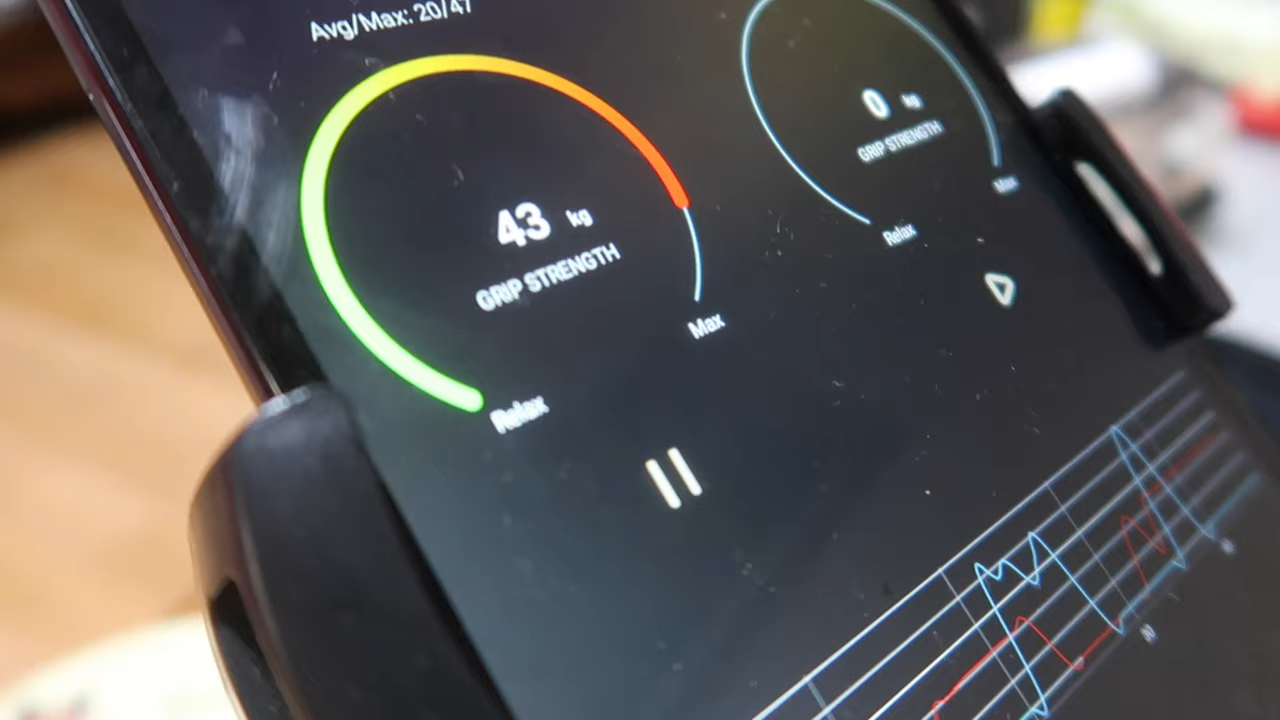 Avg/Max: 20/47
43 kg
GRIP STRENGTH
Relax
Max
0 kg
GRIP STRENGTH
Relax
Max